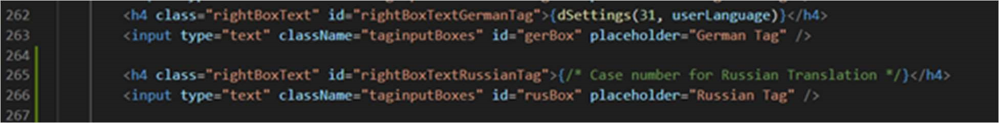 262 <h4 class="rightBoxText" id="rightBoxTextGermanTag">{dSettings(31, userLanguage)}</h4>
263 <input type="text" className="taginputBoxes" id="gerBox" placeholder="German Tag" />
264
265 <h4 class="rightBoxText" id="rightBoxTextRussianTag">{/* Case number for Russian Translation */}</h4>
266 <input type="text" className="taginputBoxes" id="rusBox" placeholder="Russian Tag" />
267